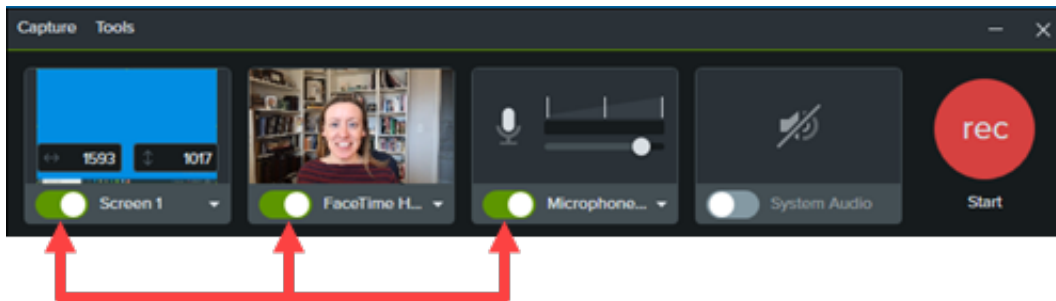 Capture Tools
1593 1017
rec
Screen 1 FaceTime H... Microphone... System Audio Start